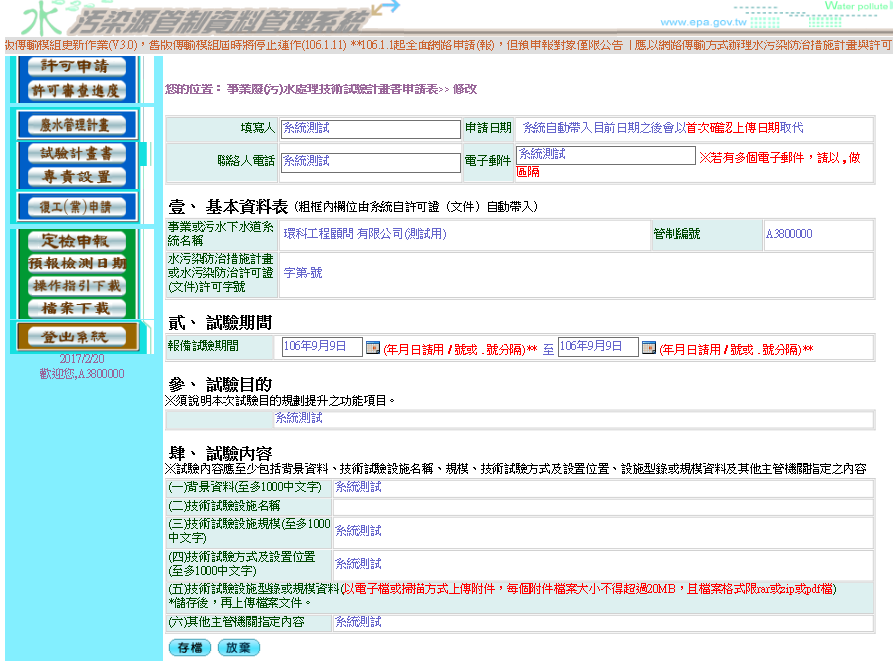 水污染源管制資料管理系統
Water pollute
www.epa.gov.tw
版傳輸模組更新作業(V3.0),舊版傳輸模組屆時將停止運作(106.1.11) **106.1.1起全面網路申請(報),但預申報對象僅限公告 | 應以網路傳輸方式辦理水污染防治措施計畫與許可
許可申請
許可審查進度
廢水管理計畫
試驗計畫書
專責設置
復工(業)申請
定檢申報
預報檢測日期
操作指引下載
檔案下載
登出系統
2017/2/20
歡迎您,A3800000
您的位置: 事業廢(污)水處理技術試驗計畫書申請表>> 修改
填寫人 系統測試 申請日期 系統自動帶入目前日期之後會以首次確認上傳日期取代
聯絡人電話 系統測試 電子郵件 系統測試 ※若有多個電子郵件,請以 , 做區隔
壹、 基本資料表 (粗框內欄位由系統自許可證(文件)自動帶入)
事業或污水下水道系統名稱 環科工程顧問 有限公司(測試用) 管制編號 A3800000
水污染防治措施計畫或水污染防治許可證(文件)許可字號 字第-號
貳、 試驗期間
報備試驗期間 106年9月9日 (年月日請用 / 號或 . 號分隔)** 至 106年9月9日 (年月日請用 / 號或 . 號分隔)**
參、 試驗目的
※須說明本次試驗目的規劃提升之功能項目。
系統測試
肆、 試驗內容
※試驗內容應至少包括背景資料、技術試驗設施名稱、規模、技術試驗方式及設置位置、設施型錄或規模資料及其他主管機關指定之內容
(一)背景資料(至多1000中文字) 系統測試
(二)技術試驗設施名稱
(三)技術試驗設施規模(至多1000中文字) 系統測試
(四)技術試驗方式及設置位置(至多1000中文字) 系統測試
(五)技術試驗設施型錄或規模資料(以電子檔或掃描方式上傳附件,每個附件檔案大小不得超過20MB,且檔案格式限rar或zip或pdf檔)
*儲存後,再上傳檔案文件。
(六)其他主管機關指定內容 系統測試
存檔 放棄